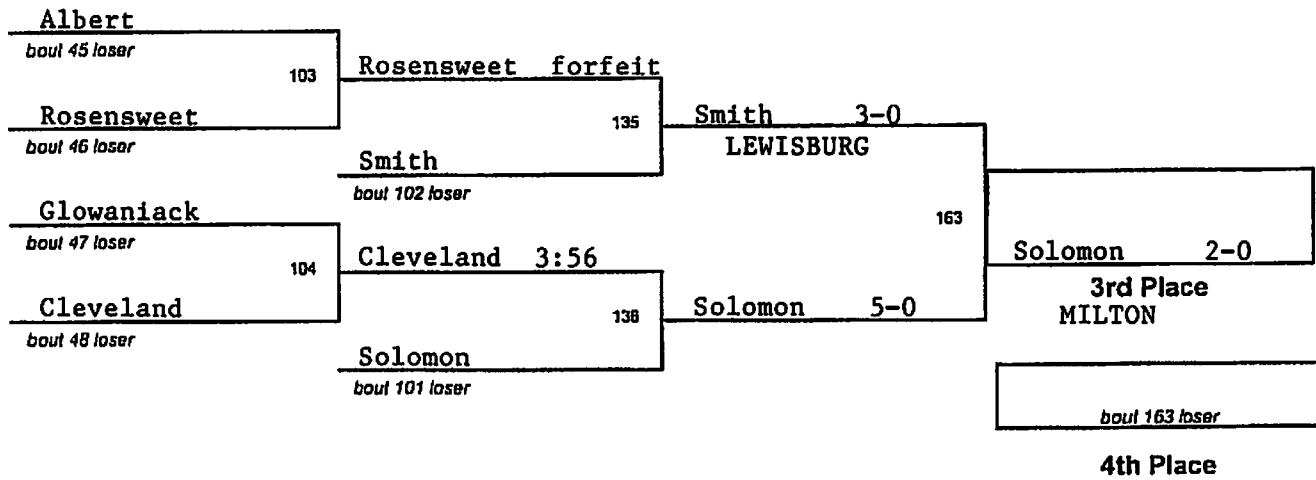 Albert
bout 45 loser
103
Rosensweet forfeit
Rosensweet
bout 46 loser
135
Smith 3-0
LEWISBURG
Smith
bout 102 loser
Glowaniack
bout 47 loser
163
104
Cleveland 3:56
Solomon 2-0
3rd Place
MILTON
Cleveland
bout 48 loser
136
Solomon 5-0
Solomon
bout 101 loser
bout 163 loser
4th Place